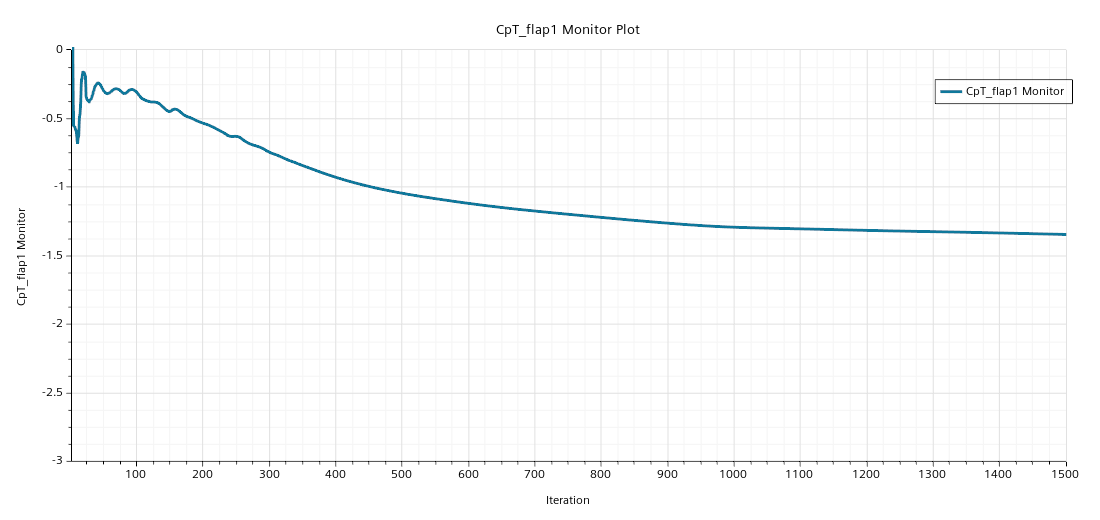 CpT_flap1 Monitor Plot
CpT_flap1 Monitor
0
-0.5
-1
-1.5
-2
-2.5
-3
CpT_flap1 Monitor
100 200 300 400 500 600 700 800 900 1000 1100 1200 1300 1400 1500
Iteration